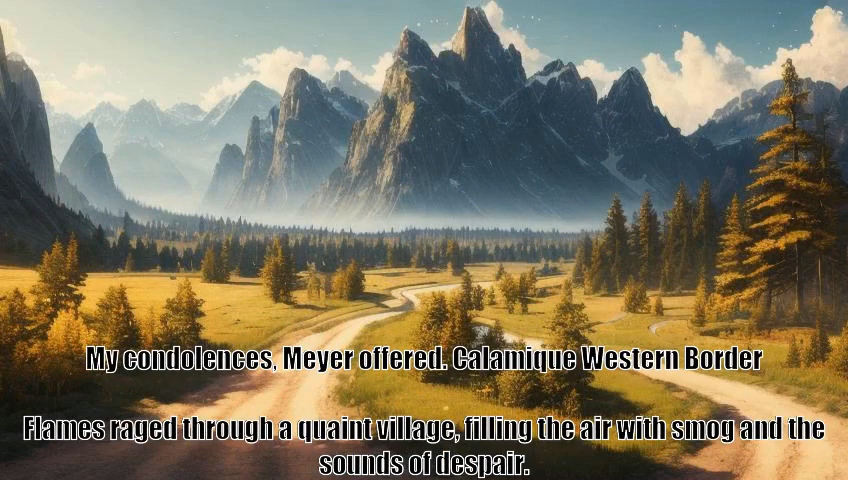 My condolences, Meyer offered. Calamique Western Border
Flames raged through a quaint village, filling the air with smog and the
sounds of despair.